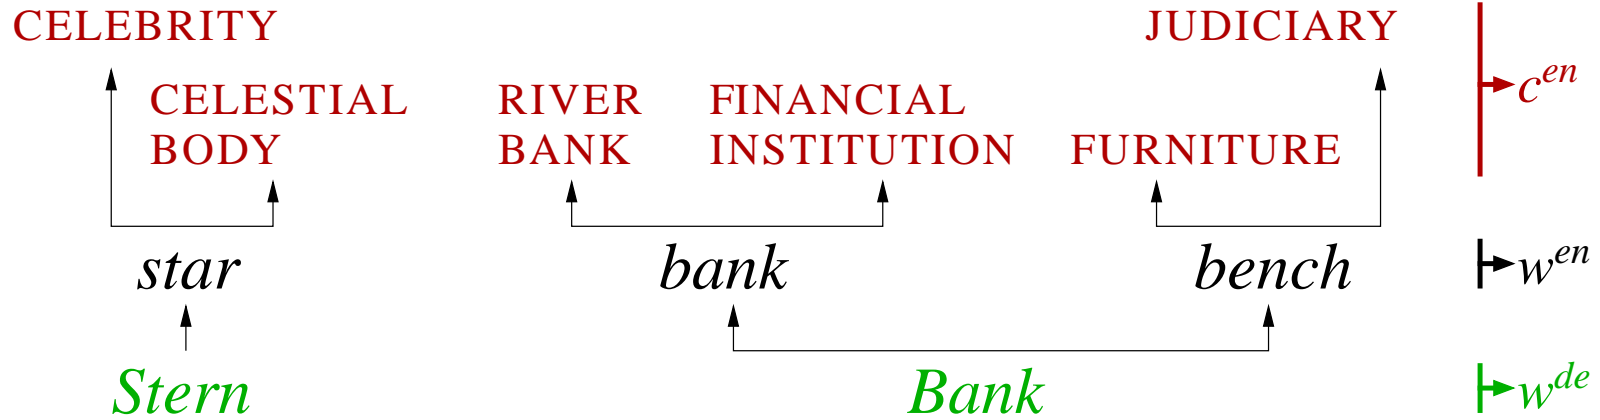 CELEBRITY JUDICIARY
CELESTIAL RIVER FINANCIAL c^en
BODY BANK INSTITUTION FURNITURE
star bank bench w^en
Stern Bank w^de